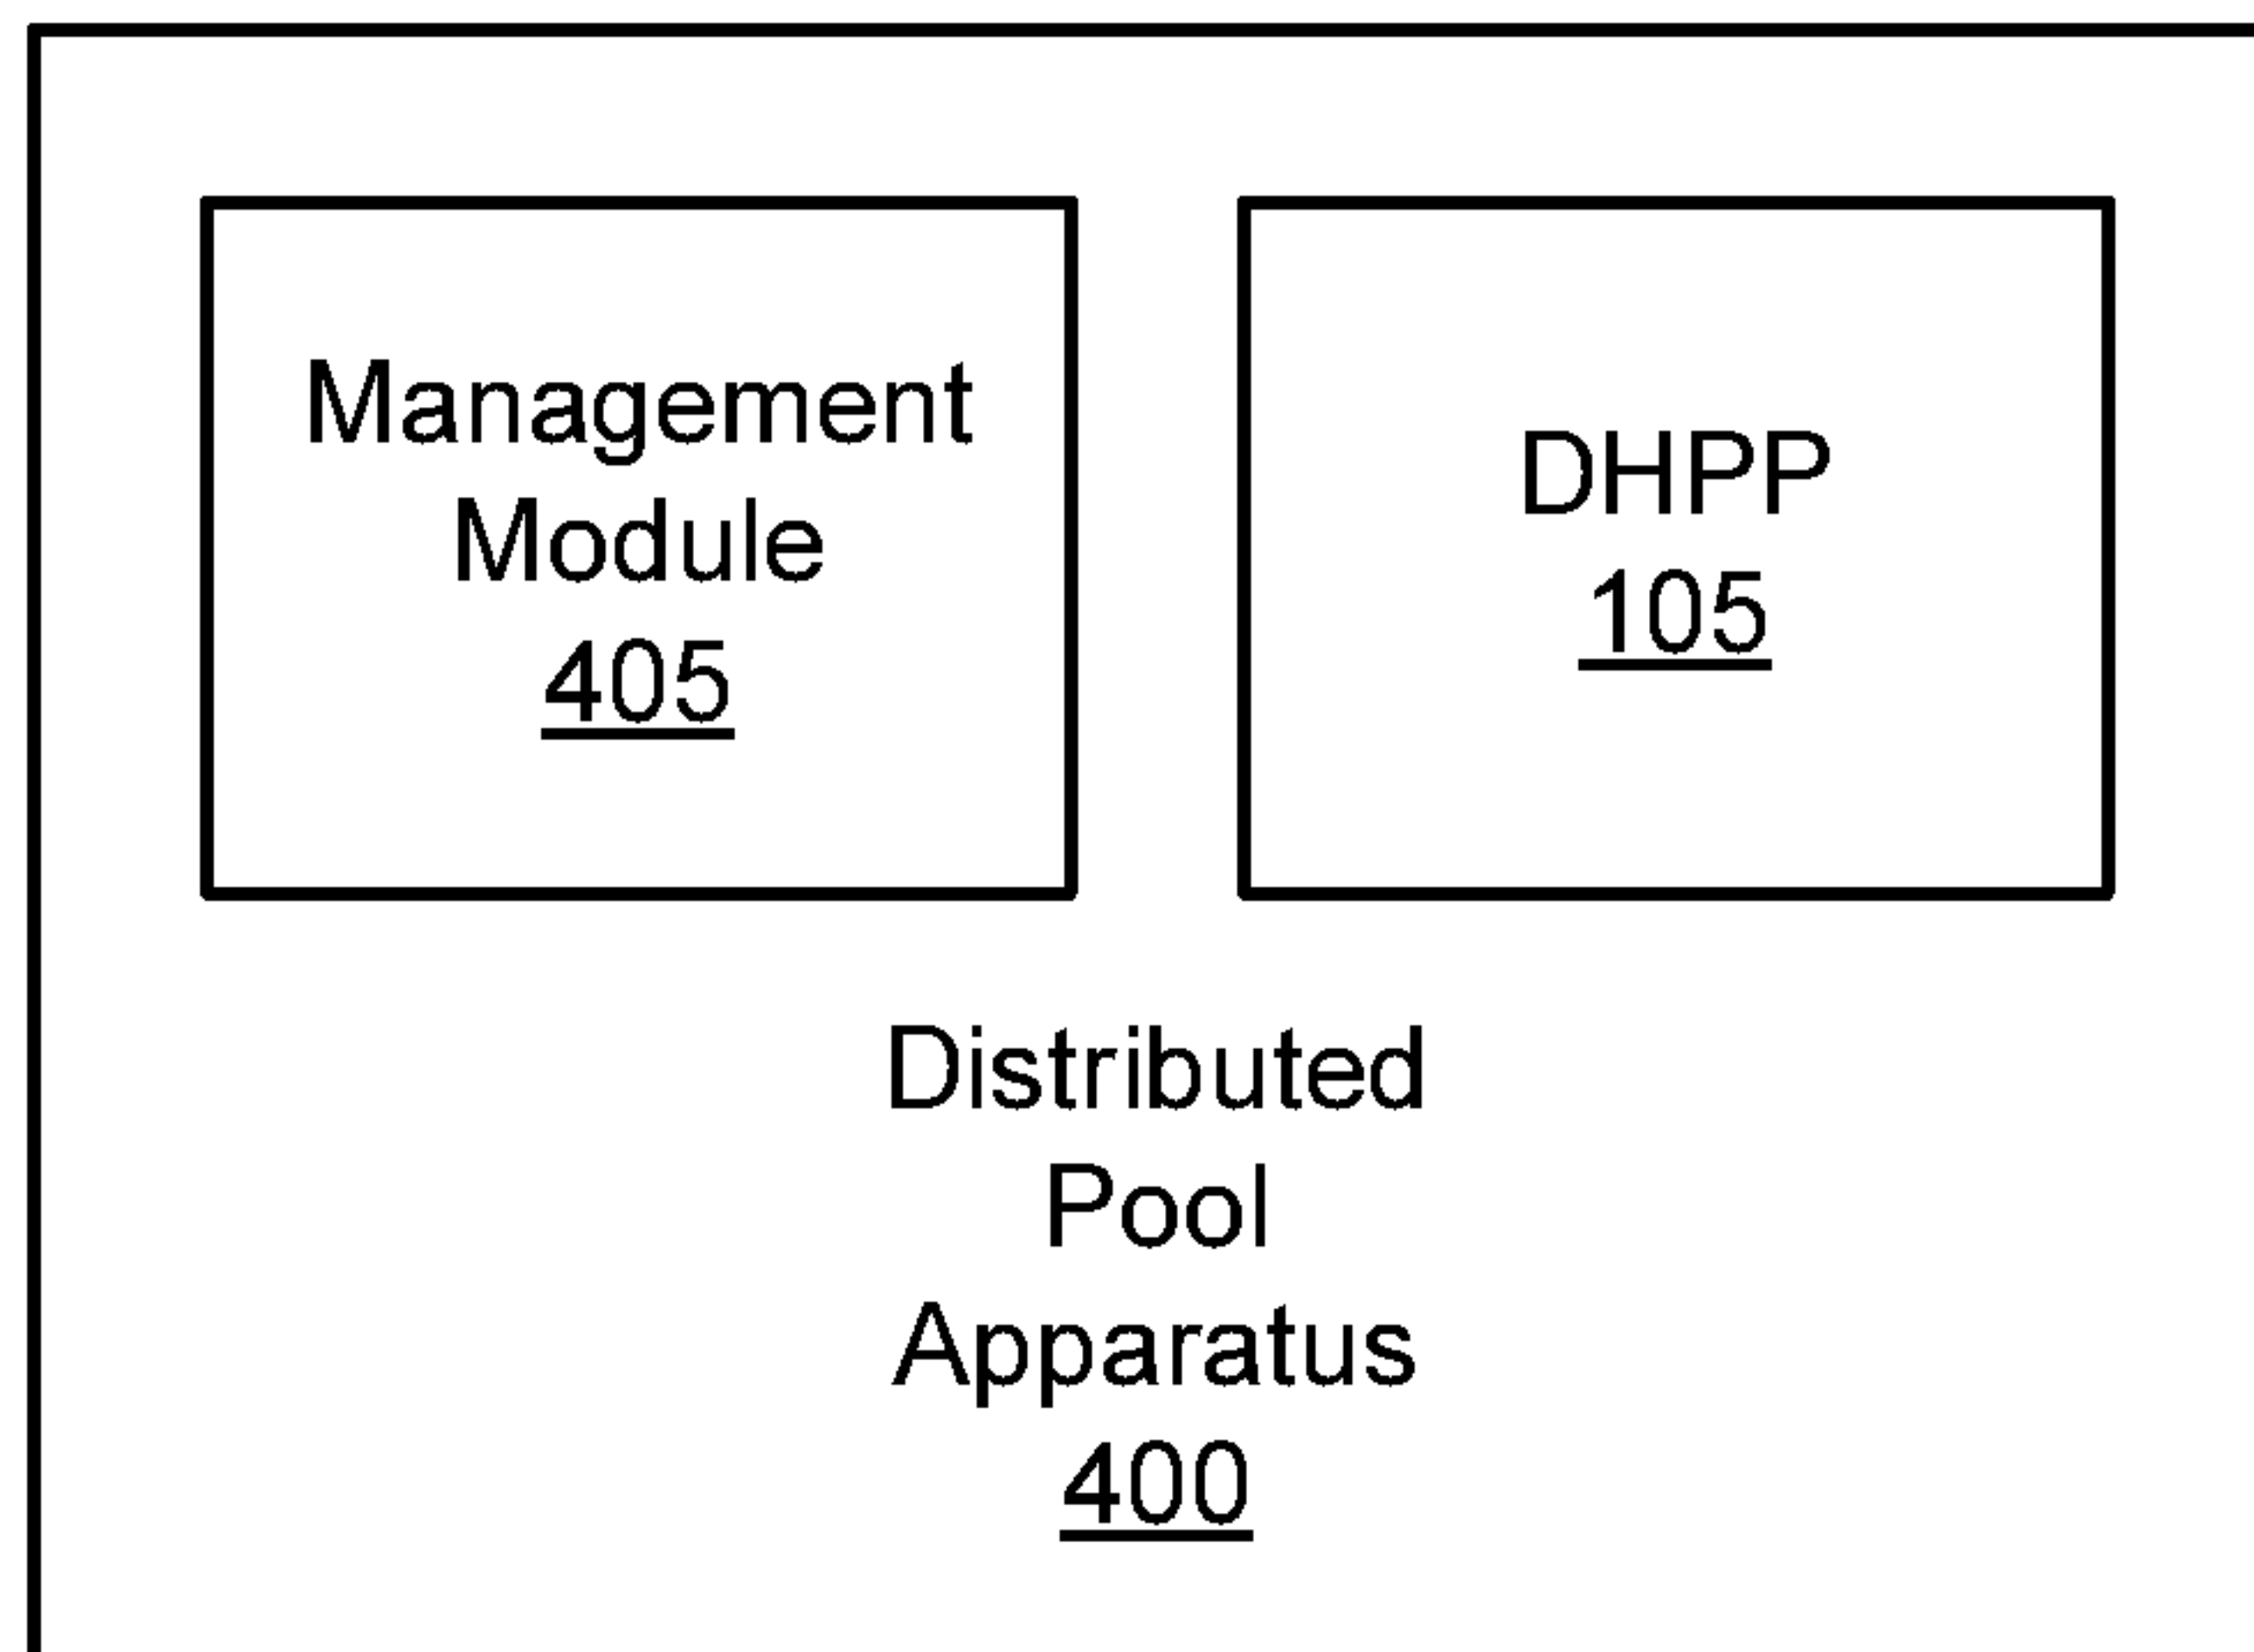 Management
Module
405
DHPP
105
Distributed
Pool
Apparatus
400